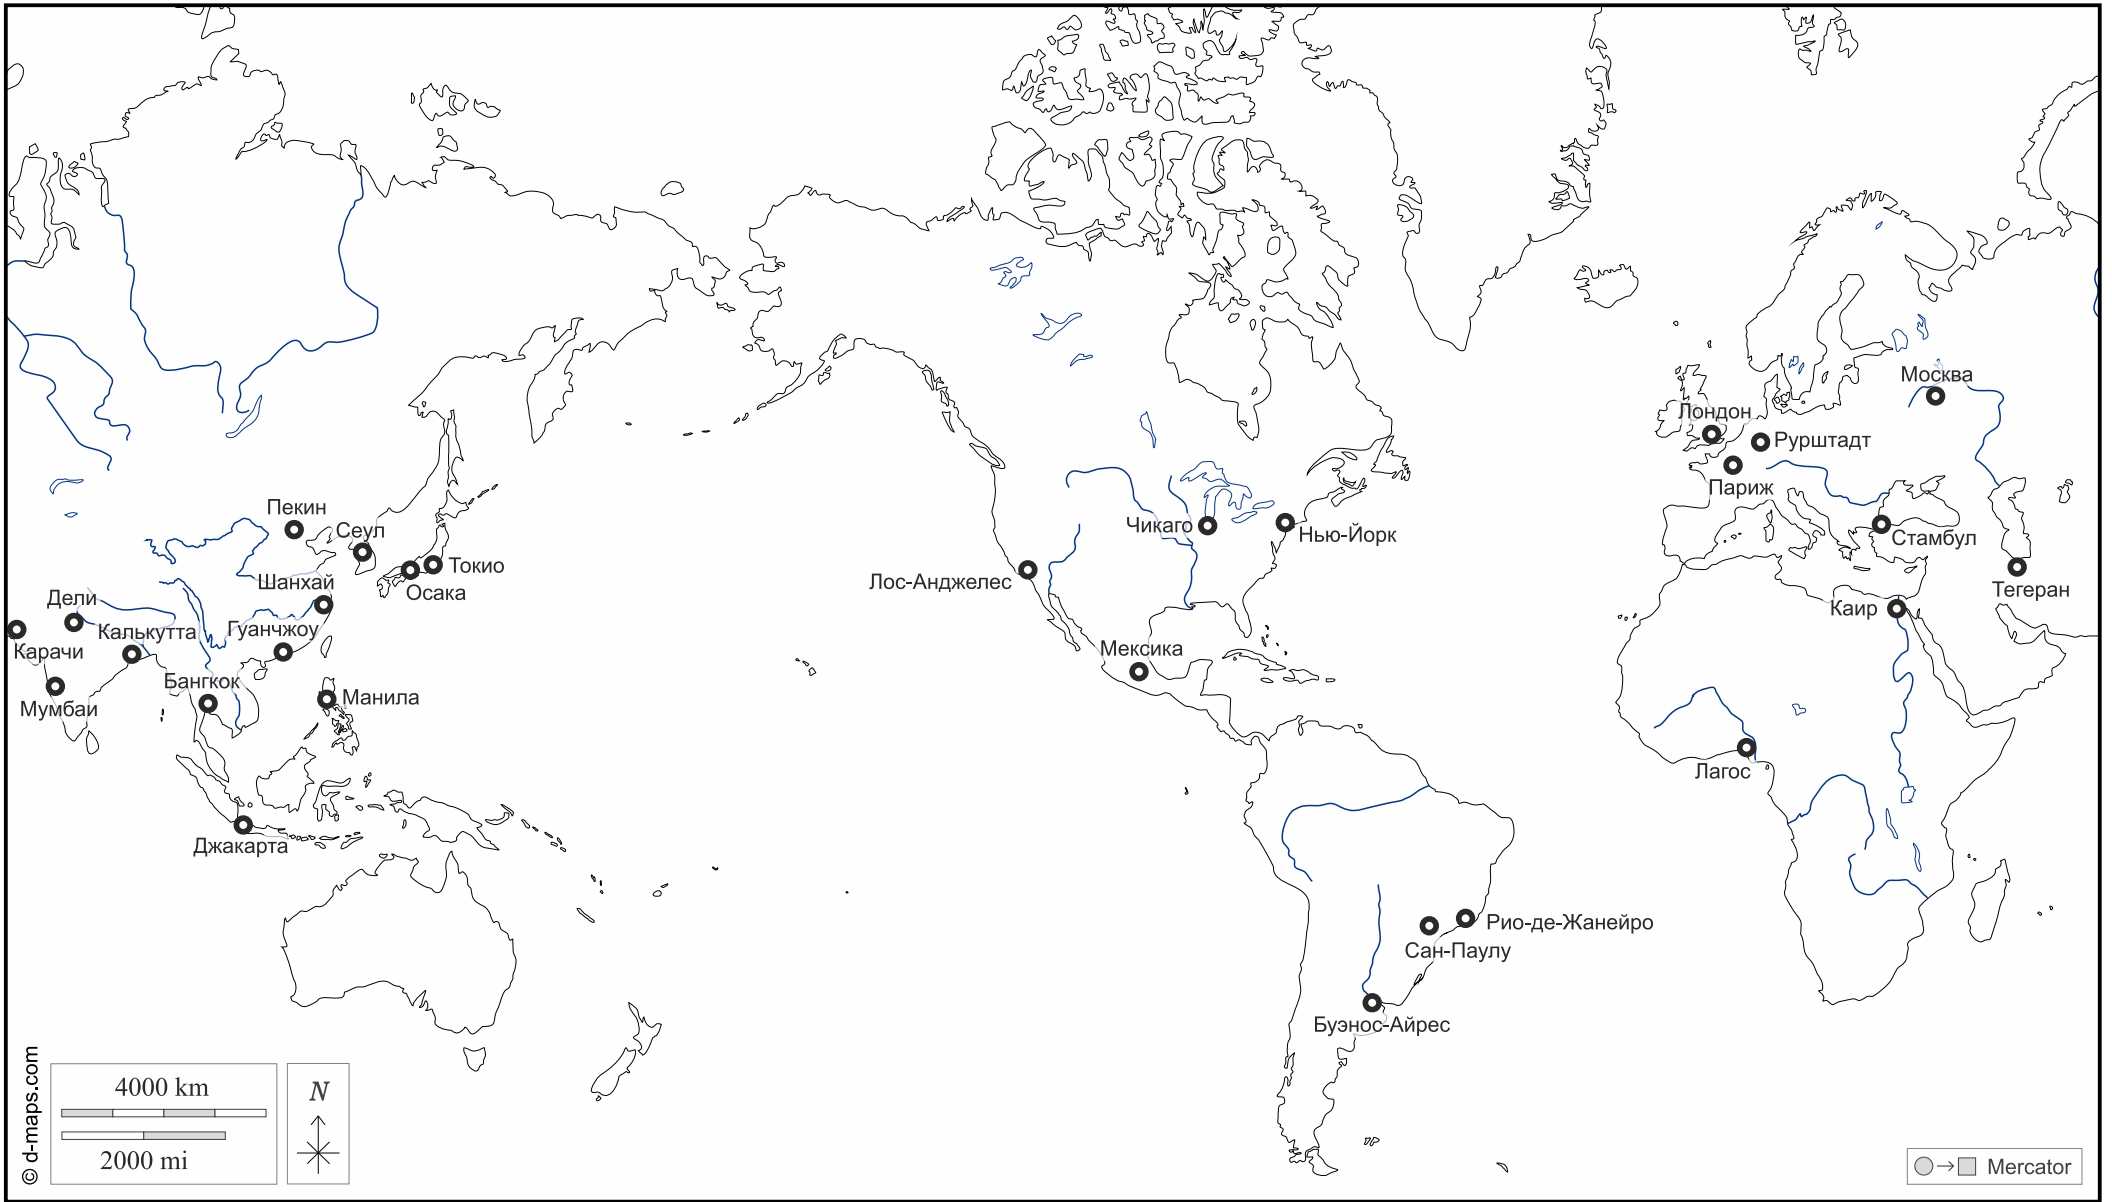 Москва
Лондон
Рурштадт
Париж
Пекин
Сеул
Чикаго
Нью-Йорк
Стамбул
Токио
Осака
Шанхай
Лос-Анджелес
Тегеран
Дели
Каир
Калькутта
Гуанчжоу
Карачи
Мексика
Бангкок
Манила
Мумбаи
Лагос
Джакарта
Рио-де-Жанейро
Сан-Паулу
Буэнос-Айрес
© d-maps.com
4000 km
2000 mi
N
Mercator